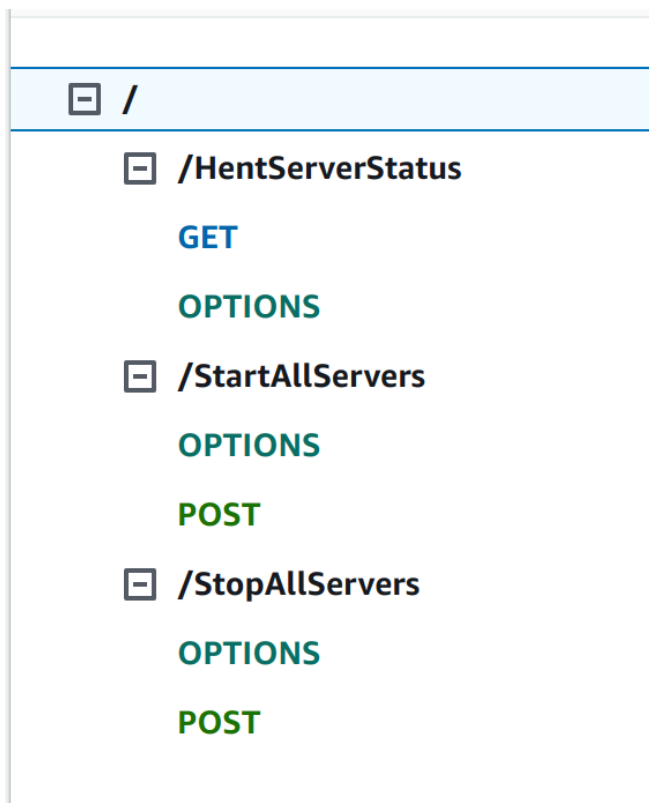 /
/HentServerStatus
GET
OPTIONS
/StartAllServers
OPTIONS
POST
/StopAllServers
OPTIONS
POST